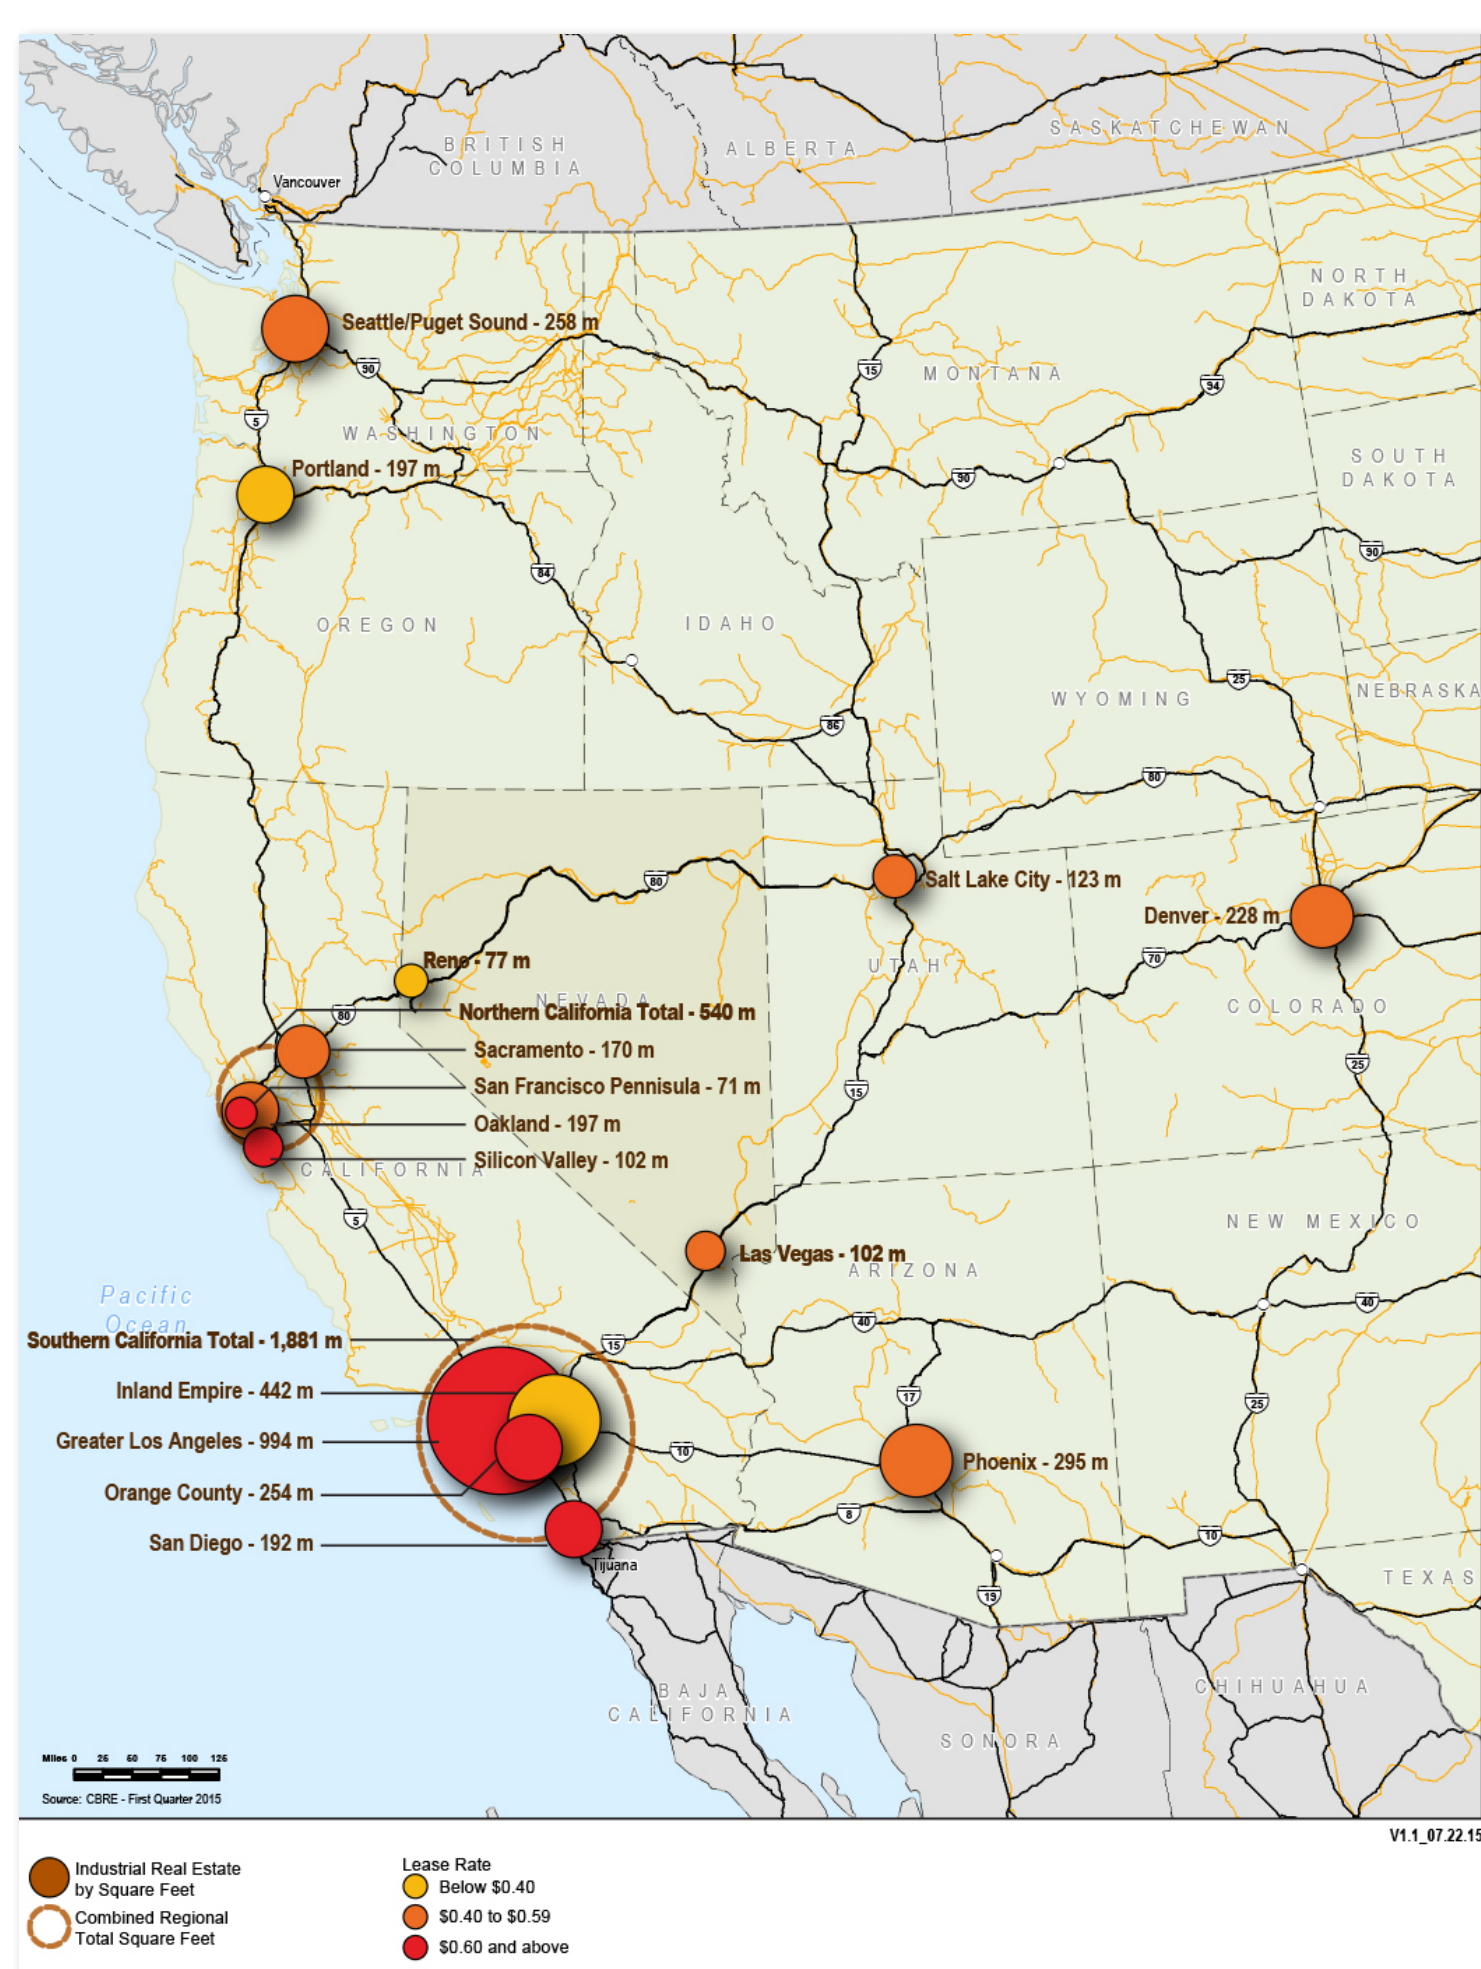 BRITISH
COLUMBIA
ALBERTA
SASKATCHEWAN
Vancouver
NORTH
DAKOTA
Seattle/Puget Sound - 258 m
90
15
MONTANA
94
5
WASHINGTON
Portland - 197 m
90
SOUTH
DAKOTA
90
84
OREGON
IDAHO
25
WYOMING
NEBRASKA
86
80
80
Salt Lake City - 123 m
Denver - 228 m
Reno - 77 m
UTAH
70
NEVADA
80
Northern California Total - 540 m
COLORADO
Sacramento - 170 m
25
San Francisco Pennisula - 71 m
15
Oakland - 197 m
Silicon Valley - 102 m
CALIFORNIA
5
NEW MEXICO
Las Vegas - 102 m
ARIZONA
Pacific
Ocean
40
40
Southern California Total - 1,881 m
15
Inland Empire - 442 m
17
25
Greater Los Angeles - 994 m
10
Phoenix - 295 m
Orange County - 254 m
8
10
San Diego - 192 m
Tijuana
TEXAS
19
BAJA
CALIFORNIA
CHIHUAHUA
SONORA
Miles 0 25 50 75 100 125
Source: CBRE - First Quarter 2015
V1.1_07.22.15
Industrial Real Estate
by Square Feet
Combined Regional
Total Square Feet
Lease Rate
Below $0.40
$0.40 to $0.59
$0.60 and above